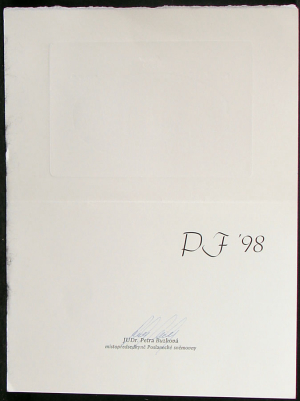 PF '98
JUDr. Petra Buzková
místopředsedkyně Poslanecké sněmovny